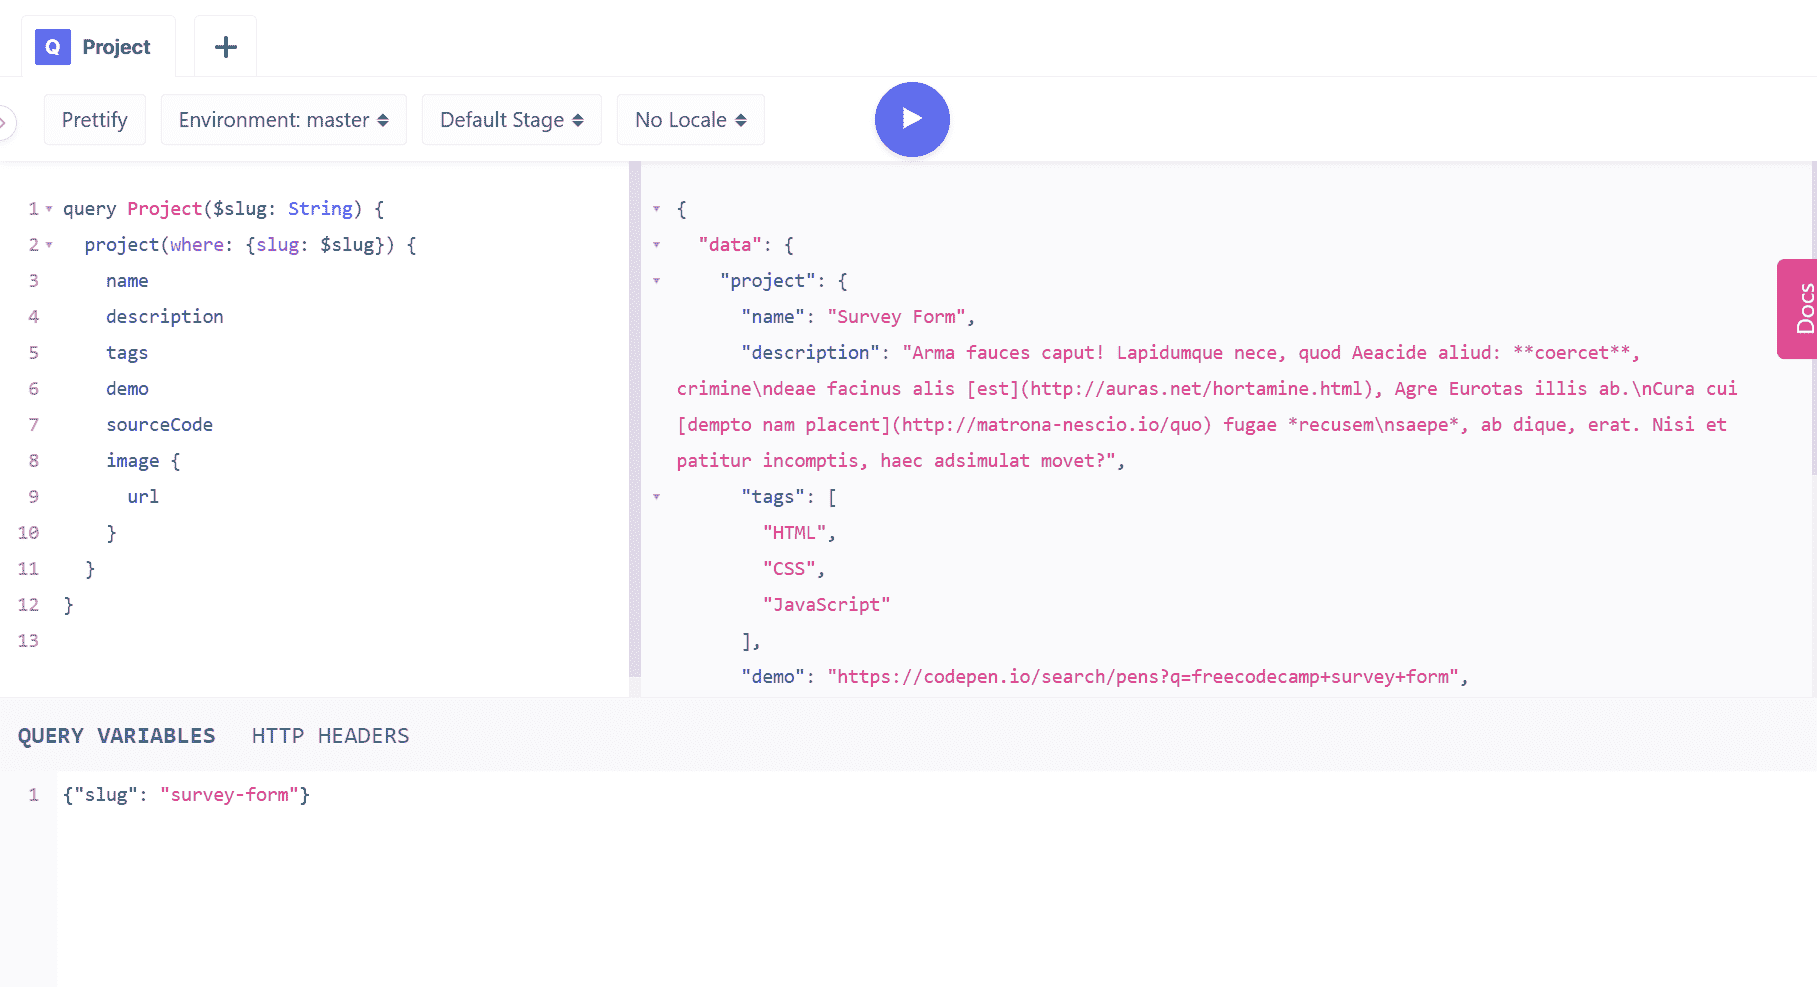 Q Project +
Prettify Environment: master Default Stage No Locale
1 query Project($slug: String) {
2 project(where: {slug: $slug}) {
3 name
4 description
5 tags
6 demo
7 sourceCode
8 image {
9 url
10 }
11 }
12 }
13
{
"data": {
"project": {
"name": "Survey Form",
"description": "Arma fauces caput! Lapidumque nece, quod Aeacide aliud: **coercet**,
crimine\ndeae facinus alis [est](http://auras.net/hortamine.html), Agre Eurotas illis ab.\nCura cui
[dempto nam placent](http://matrona-nescio.io/quo) fugae *recusem\nsaepe*, ab dique, erat. Nisi et
patitur incomptis, haec adsimulat movet?",
"tags": [
"HTML",
"CSS",
"JavaScript"
],
"demo": "https://codepen.io/search/pens?q=freecodecamp+survey+form",
Docs
QUERY VARIABLES HTTP HEADERS
1 {"slug": "survey-form"}